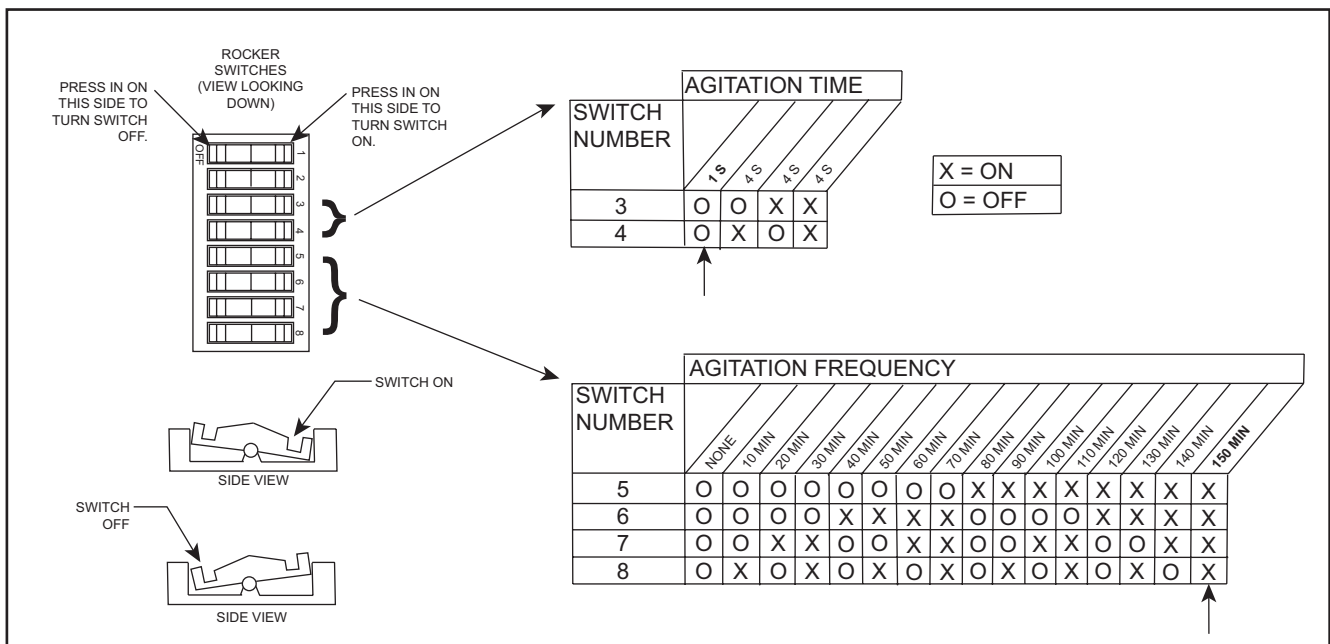 ROCKER
SWITCHES
(VIEW LOOKING
DOWN)
PRESS IN ON
THIS SIDE TO
TURN SWITCH
OFF.
PRESS IN ON
THIS SIDE TO
TURN SWITCH
ON.
OFF
1
2
3
4
5
6
7
8
SWITCH ON
SIDE VIEW
SWITCH
OFF
SIDE VIEW
AGITATION TIME
SWITCH
NUMBER
1 S 4 S 4 S 4 S
3 O O X X
4 O X O X
X = ON
O = OFF
AGITATION FREQUENCY
SWITCH
NUMBER
NONE 10 MIN 20 MIN 30 MIN 40 MIN 50 MIN 60 MIN 70 MIN 80 MIN 90 MIN 100 MIN 110 MIN 120 MIN 130 MIN 140 MIN 150 MIN
5 O O O O O O O O X X X X X X X X
6 O O O O X X X X O O O O X X X X
7 O O X X O O X X O O X X O O X X
8 O X O X O X O X O X O X O X O X